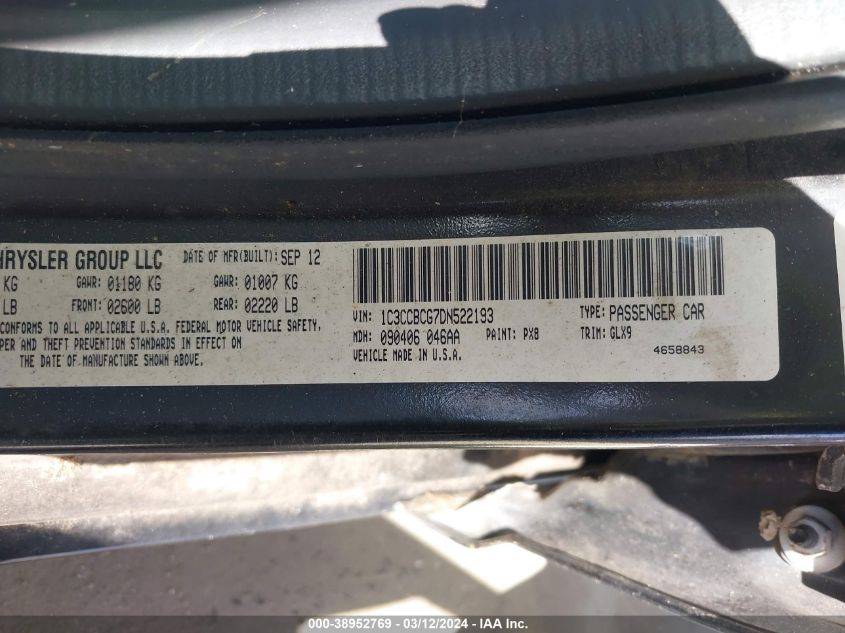 HRYSLER GROUP LLC DATE OF MFR(BUILT): SEP 12
KG GAWR: 01180 KG GAWR: 01007 KG
LB FRONT: 02600 LB REAR: 02220 LB
CONFORMS TO ALL APPLICABLE U.S.A. FEDERAL MOTOR VEHICLE SAFETY,
PER AND THEFT PREVENTION STANDARDS IN EFFECT ON
THE DATE OF MANUFACTURE SHOWN ABOVE.
VIN: 1C3CCBCG7DN522193 TYPE: PASSENGER CAR
MDH: 090406 046AA PAINT: PX8 TRIM: GLX9
VEHICLE MADE IN U.S.A. 4658843
000-38952769 - 03/12/2024 - IAA Inc.